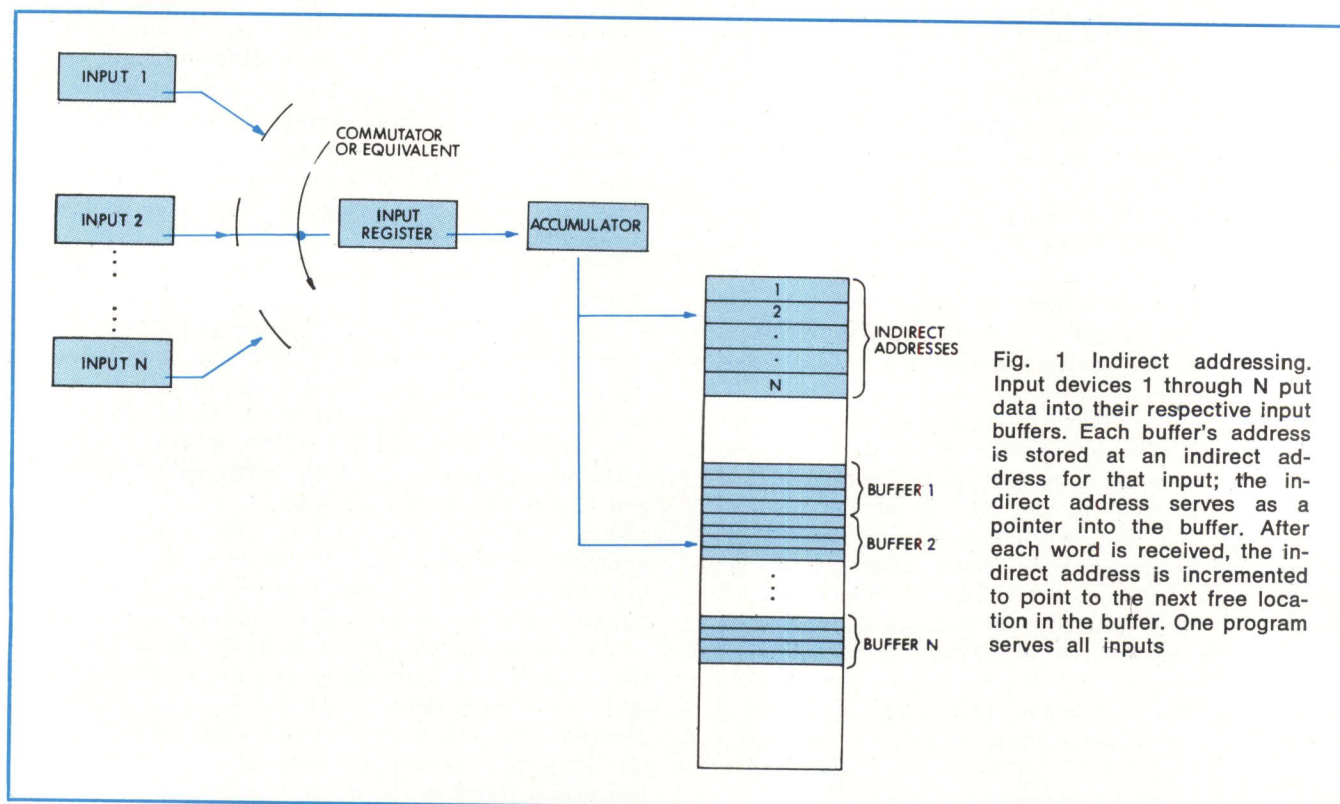 INPUT 1
COMMUTATOR
OR EQUIVALENT
INPUT 2
INPUT
REGISTER
ACCUMULATOR
INPUT N
1
2
.
.
N
INDIRECT
ADDRESSES
BUFFER 1
BUFFER 2
BUFFER N
Fig. 1 Indirect addressing.
Input devices 1 through N put
data into their respective input
buffers. Each buffer's address
is stored at an indirect ad-
dress for that input; the in-
direct address serves as a
pointer into the buffer. After
each word is received, the in-
direct address is incremented
to point to the next free loca-
tion in the buffer. One program
serves all inputs